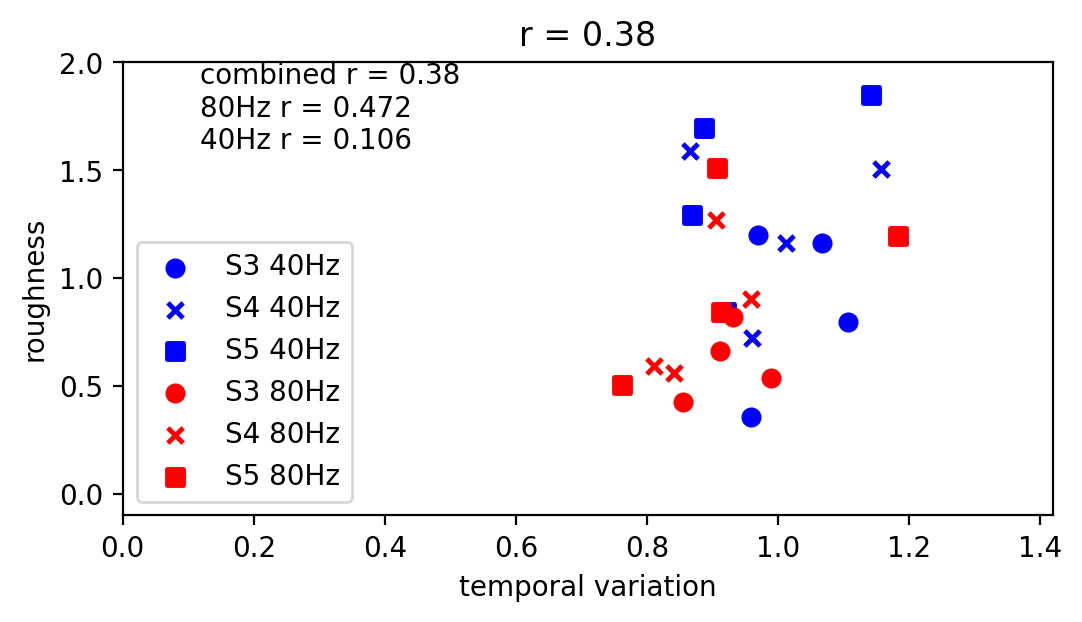 r = 0.38
combined r = 0.38
80Hz r = 0.472
40Hz r = 0.106
2.0
1.5
1.0
0.5
0.0
roughness
S3 40Hz
S4 40Hz
S5 40Hz
S3 80Hz
S4 80Hz
S5 80Hz
0.0 0.2 0.4 0.6 0.8 1.0 1.2 1.4
temporal variation